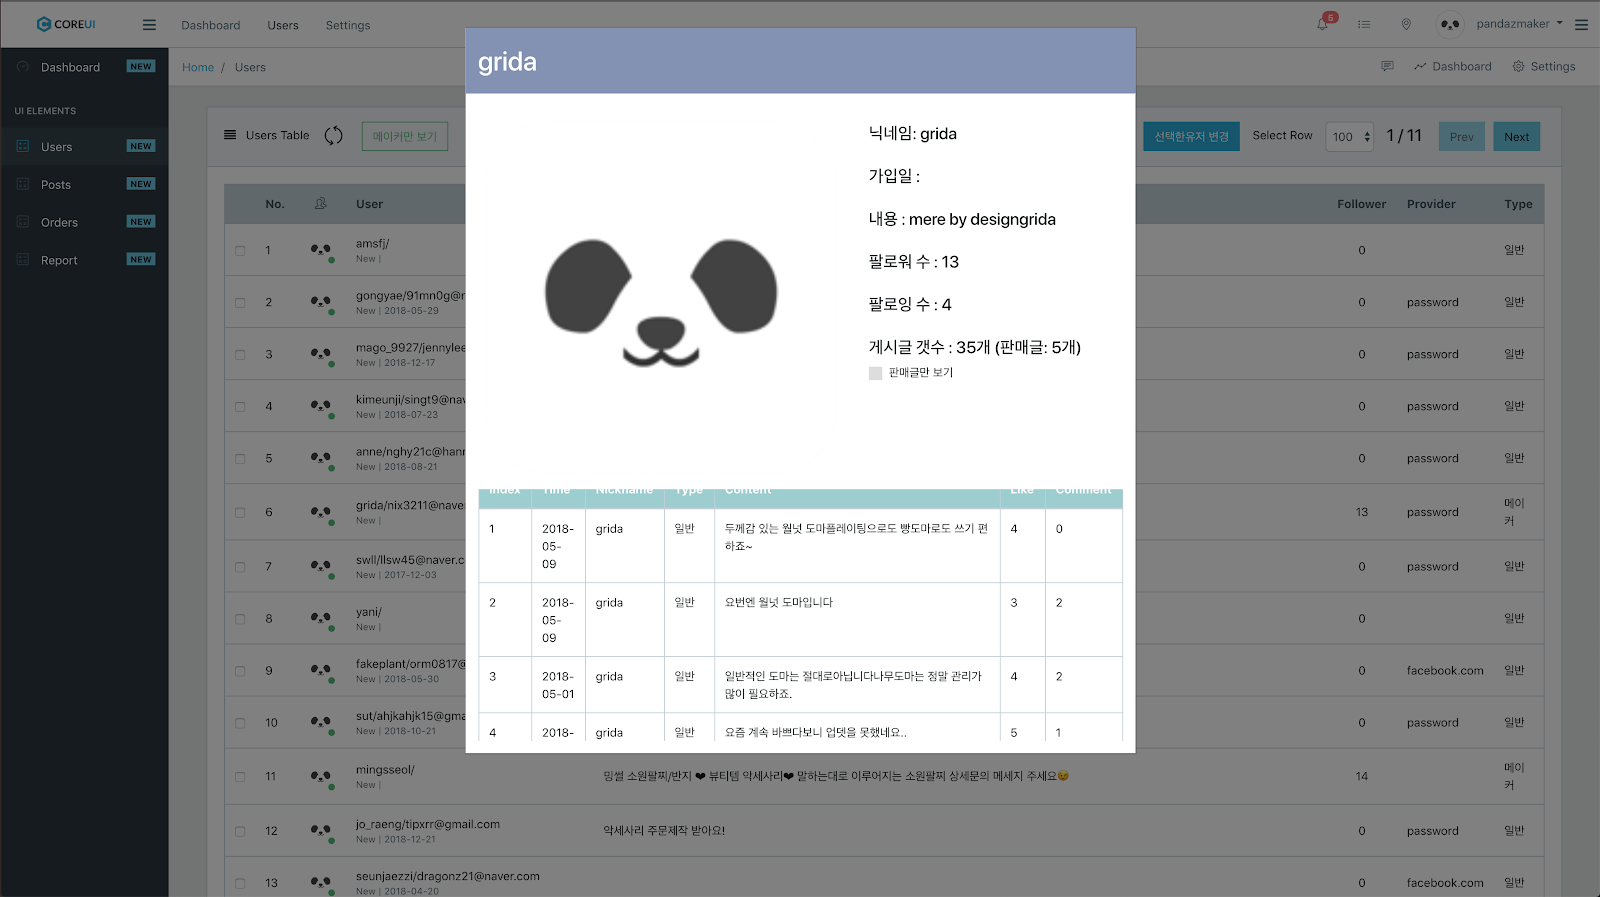 COREUI
Dashboard Users Settings
5
pandazmaker
Dashboard NEW
UI ELEMENTS
Users NEW
Posts NEW
Orders NEW
Report NEW
Home / Users
Dashboard Settings
Users Table
메이커만 보기
선택한유저 변경
Select Row
100
1 / 11
Prev
Next
No. User Follower Provider Type
1 amsfj/ 0 일반
New |
2 gongyae/91mn0g@ 0 password 일반
New | 2018-05-29
3 mago_9927/jennylee 0 password 일반
New | 2018-12-17
4 kimeunji/singt9@nav 0 password 일반
New | 2018-07-23
5 anne/nghy21c@hann 0 password 일반
New | 2018-08-21
6 grida/nix3211@nave 13 password 메이커
New |
7 swll/llsw45@naver.c 0 password 일반
New | 2017-12-03
8 yani/ 0 일반
New |
9 fakeplant/orm0817@ 0 facebook.com 일반
New | 2018-05-30
10 sut/ahjkahjk15@gma 0 password 일반
New | 2018-10-21
11 mingsseol/ 밍썰 소원팔찌/반지 ❤ 뷰티템 악세사리❤ 말하는대로 이루어지는 소원팔찌 상세문의 메세지 주세요😉 14 메이커
New |
12 jo_raeng/tipxrr@gmail.com 악세사리 주문제작 받아요! 0 password 일반
New | 2018-12-21
13 seunjaezzi/dragonz21@naver.com 0 facebook.com 일반
New | 2018-04-20
grida
닉네임: grida
가입일 :
내용 : mere by designgrida
팔로워 수 : 13
팔로잉 수 : 4
게시글 갯수 : 35개 (판매글: 5개)
판매글만 보기
Index Time Nickname Type Content Like Comment
1 2018-05-09 grida 일반 두께감 있는 월넛 도마플레이팅으로도 빵도마로도 쓰기 편하죠~ 4 0
2 2018-05-09 grida 일반 요번엔 월넛 도마입니다 3 2
3 2018-05-01 grida 일반 일반적인 도마는 절대로아닙니다나무도마는 정말 관리가 많이 필요하죠. 4 2
4 2018- grida 일반 요즘 계속 바쁘다보니 업뎃을 못했네요.. 5 1